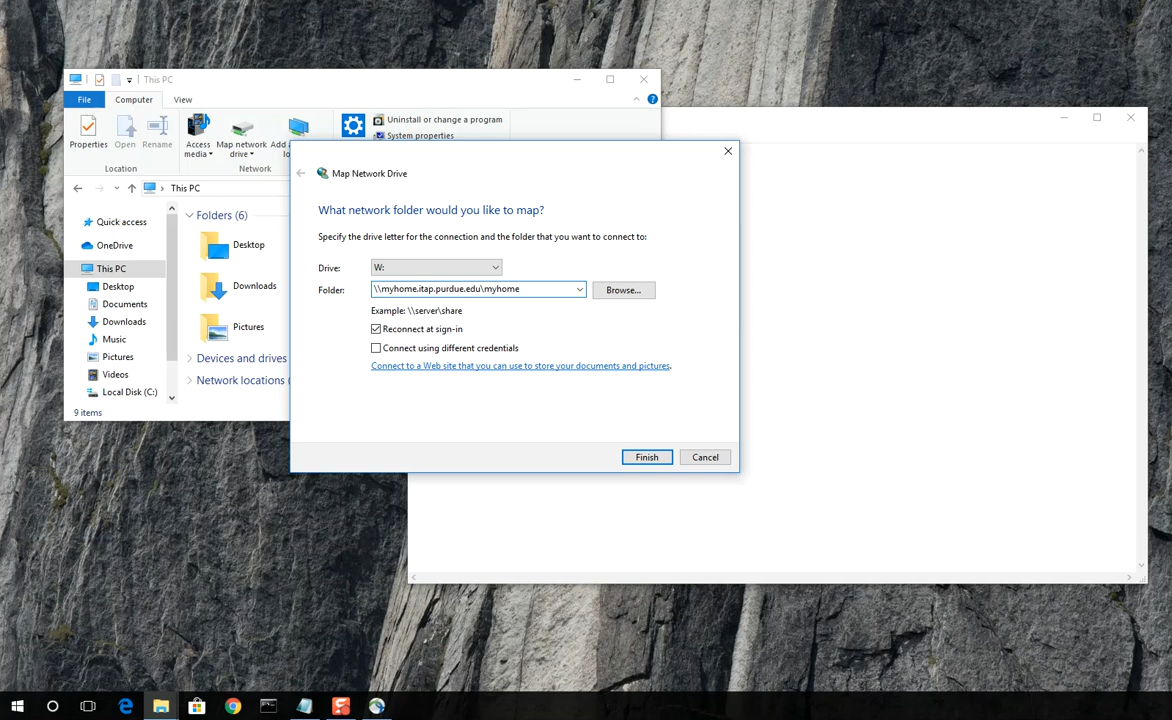 This PC
File Computer View
Properties Open Rename Access media Map network drive Add a lo
Uninstall or change a program
System properties
Location Network
This PC
Quick access
OneDrive
This PC
Desktop
Documents
Downloads
Music
Pictures
Videos
Local Disk (C:)
Folders (6)
Desktop
Downloads
Pictures
Devices and drives
Network locations (
9 items
Map Network Drive
What network folder would you like to map?
Specify the drive letter for the connection and the folder that you want to connect to:
Drive: W:
Folder: \\myhome.itap.purdue.edu\myhome Browse...
Example: \\server\share
Reconnect at sign-in
Connect using different credentials
Connect to a Web site that you can use to store your documents and pictures.
Finish Cancel